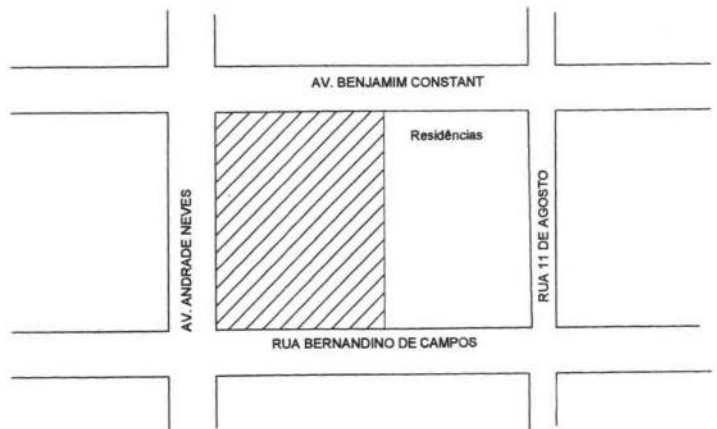 AV. BENJAMIM CONSTANT
Residências
AV. ANDRADE NEVES
RUA 11 DE AGOSTO
RUA BERNANDINO DE CAMPOS